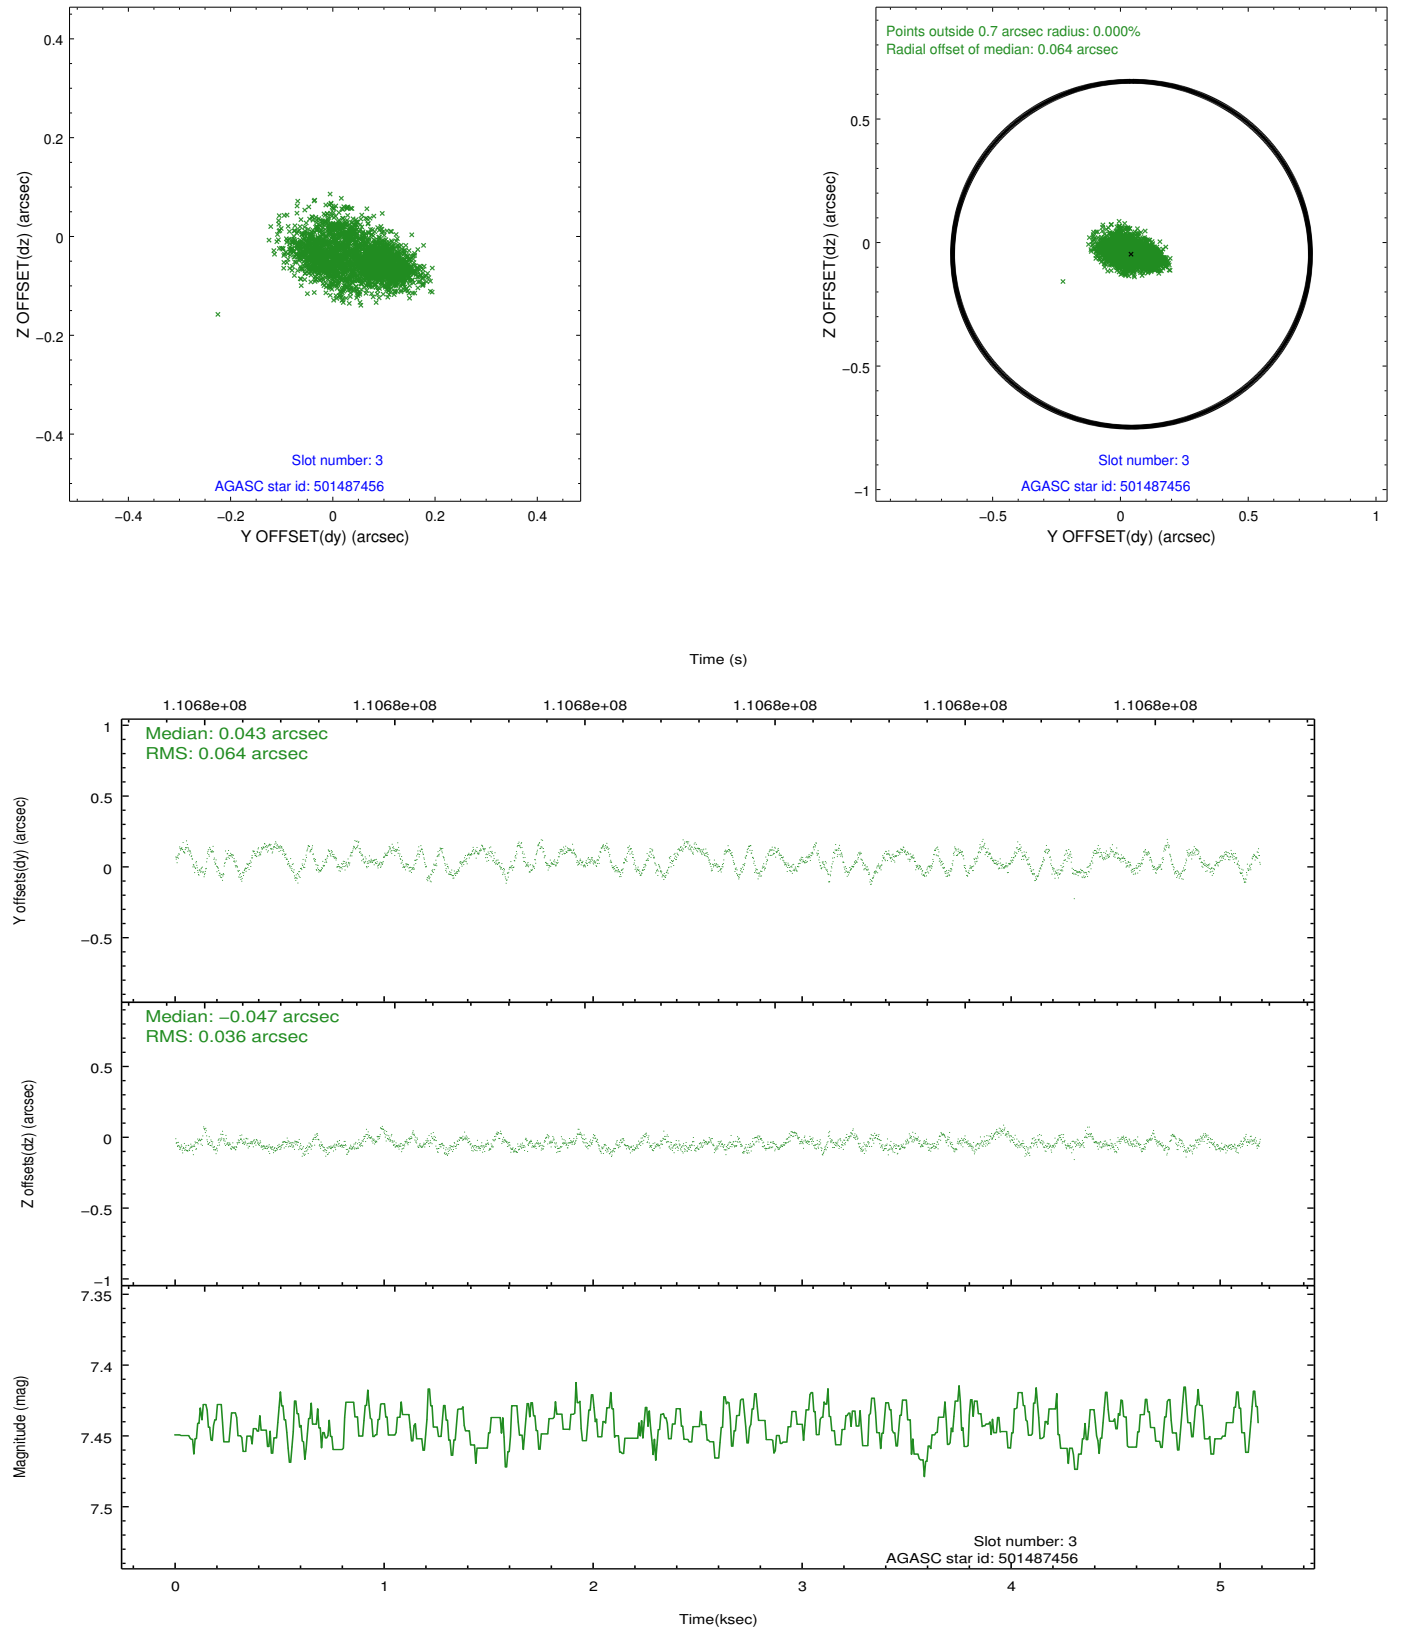 0.4
0.2
0
−0.2
−0.4
Z OFFSET(dz) (arcsec)
Slot number: 3
AGASC star id: 501487456
−0.4 −0.2 0 0.2 0.4
Y OFFSET(dy) (arcsec)
Points outside 0.7 arcsec radius: 0.000%
Radial offset of median: 0.064 arcsec
0.5
0
−0.5
−1
Z OFFSET(dz) (arcsec)
Slot number: 3
AGASC star id: 501487456
−0.5 0 0.5 1
Y OFFSET(dy) (arcsec)
Time (s)
1.1068e+08 1.1068e+08 1.1068e+08 1.1068e+08 1.1068e+08 1.1068e+08
Median: 0.043 arcsec
RMS: 0.064 arcsec
1
0.5
0
−0.5
Y offsets(dy) (arcsec)
Median: −0.047 arcsec
RMS: 0.036 arcsec
0.5
0
−0.5
−1
Z offsets(dz) (arcsec)
7.35
7.4
7.45
7.5
Magnitude (mag)
Slot number: 3
AGASC star id: 501487456
0 1 2 3 4 5
Time(ksec)